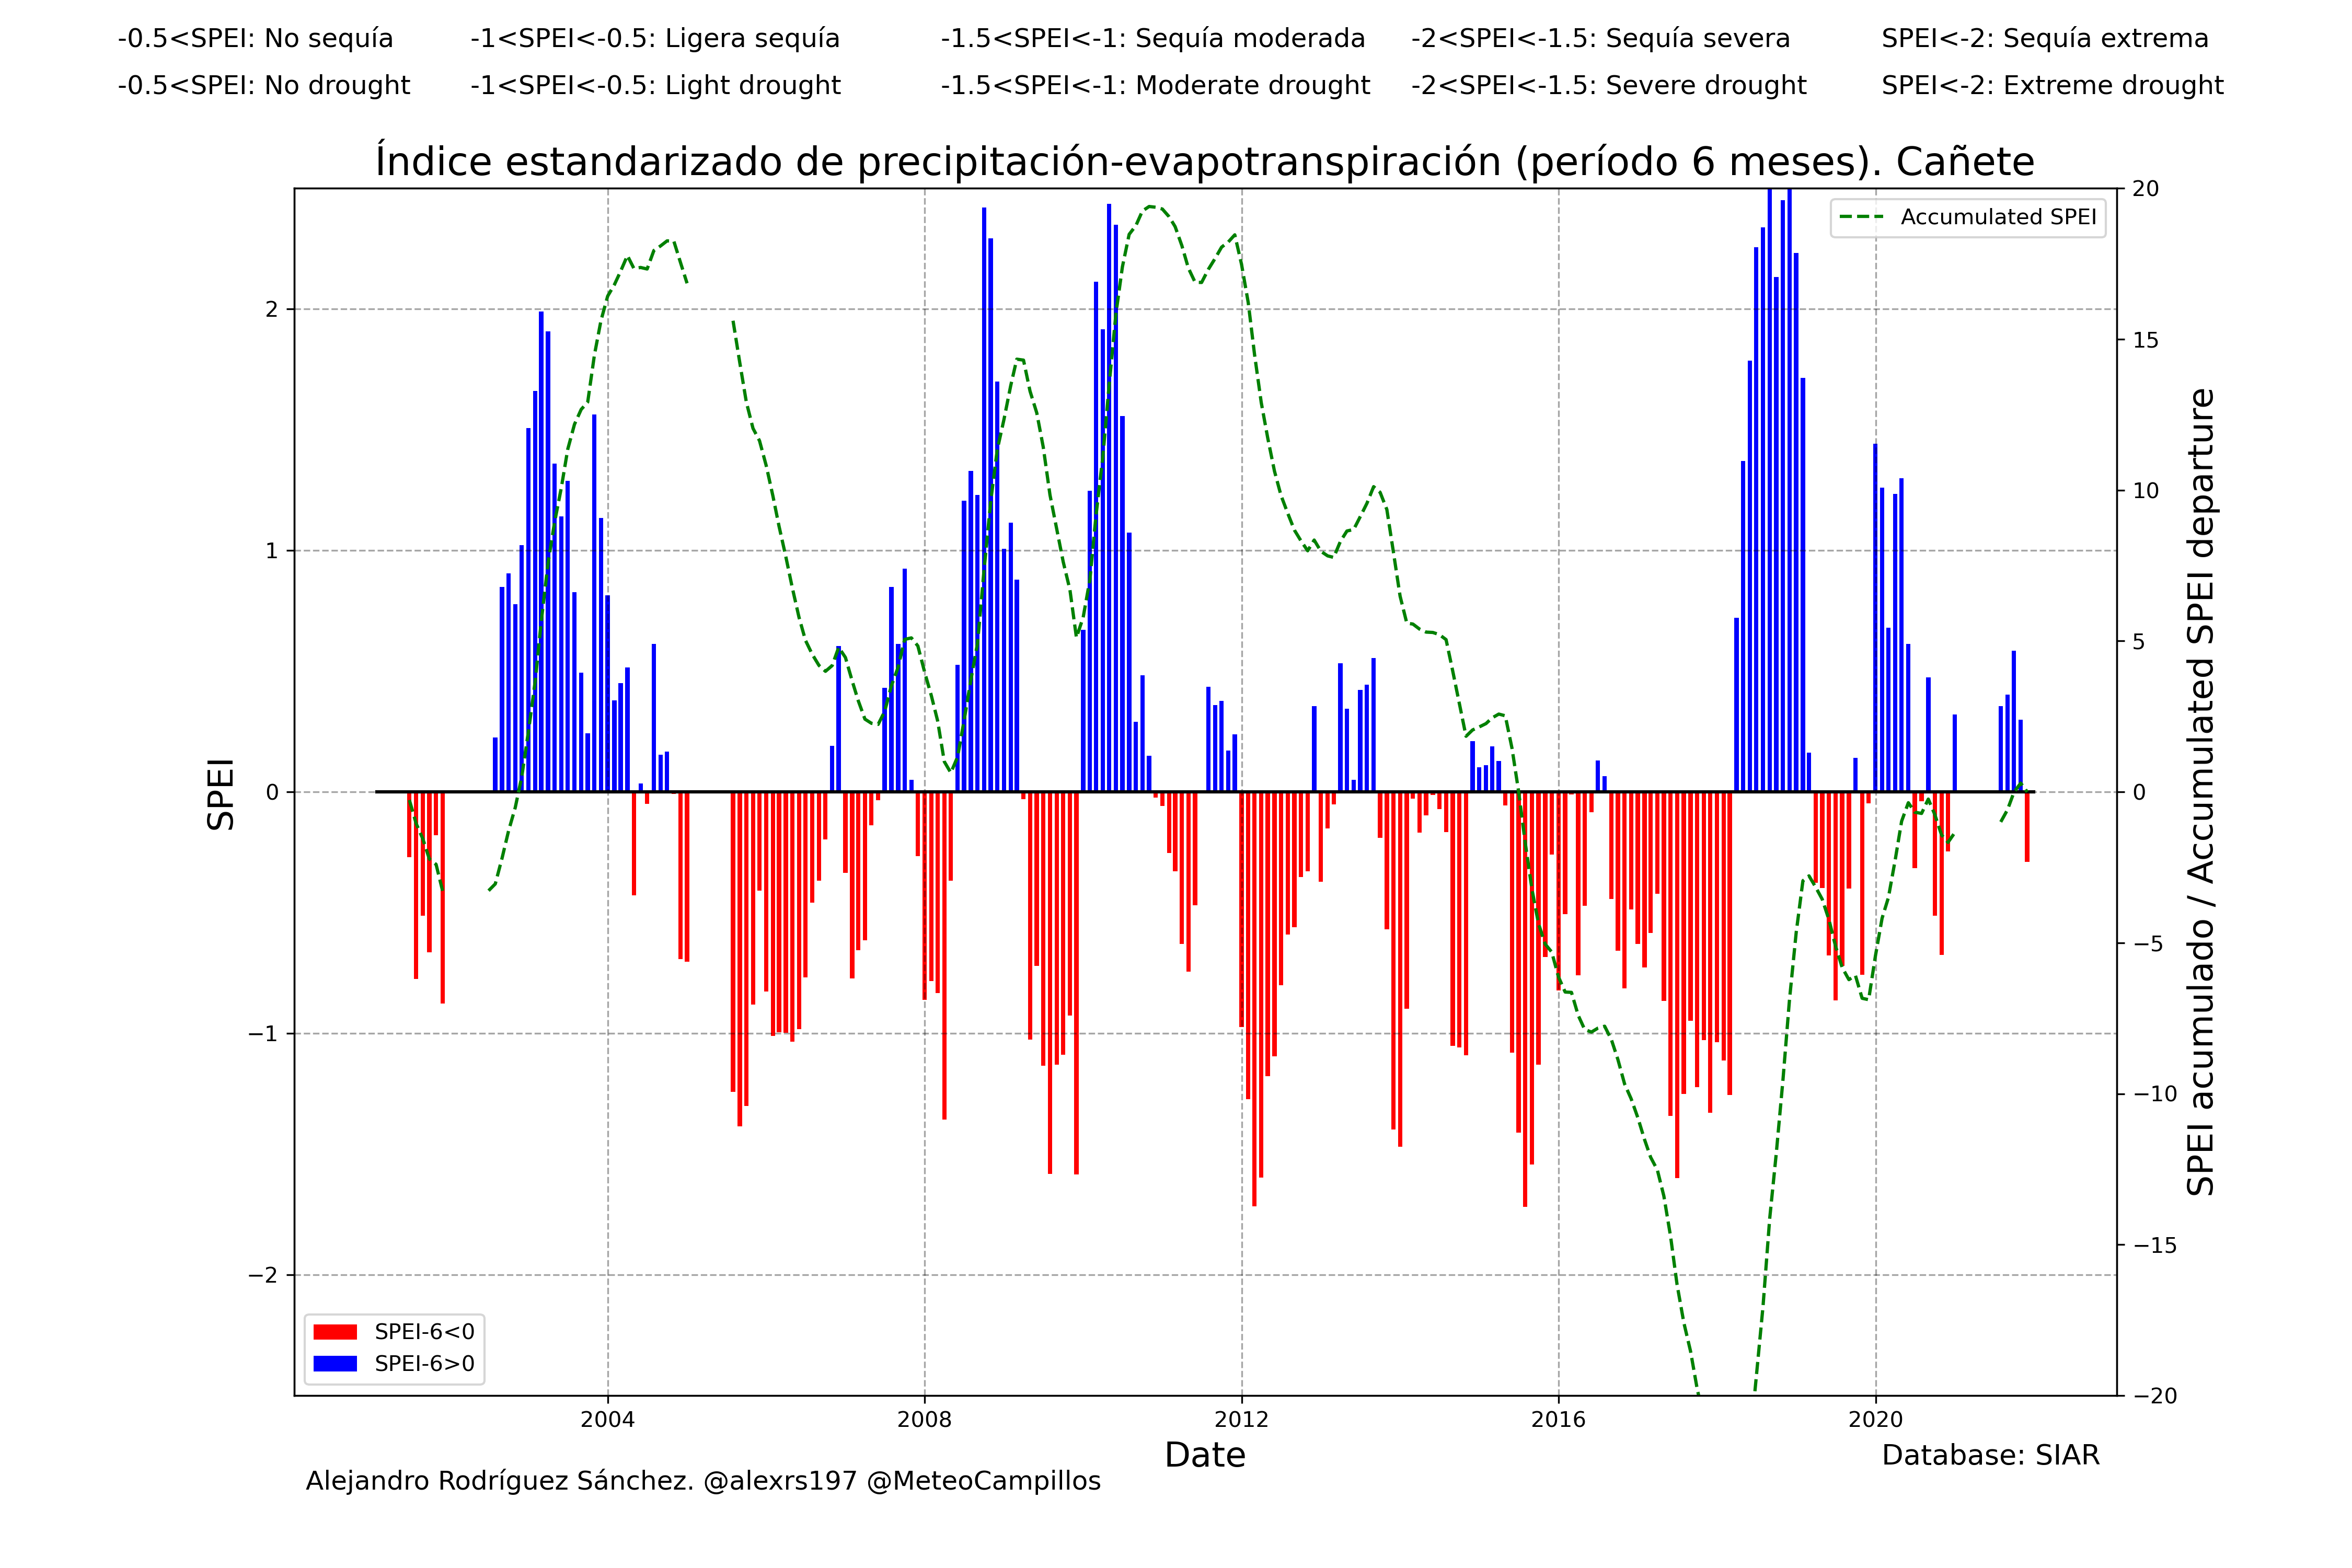 -0.5<SPEI: No sequía -1<SPEI<-0.5: Ligera sequía -1.5<SPEI<-1: Sequía moderada -2<SPEI<-1.5: Sequía severa SPEI<-2: Sequía extrema
-0.5<SPEI: No drought -1<SPEI<-0.5: Light drought -1.5<SPEI<-1: Moderate drought -2<SPEI<-1.5: Severe drought SPEI<-2: Extreme drought
Índice estandarizado de precipitación-evapotranspiración (período 6 meses). Cañete
Accumulated SPEI
SPEI
2
1
0
−1
−2
20
15
10
5
0
−5
−10
−15
−20
SPEI acumulado / Accumulated SPEI departure
SPEI-6<0
SPEI-6>0
2004 2008 2012 2016 2020
Date
Database: SIAR
Alejandro Rodríguez Sánchez. @alexrs197 @MeteoCampillos